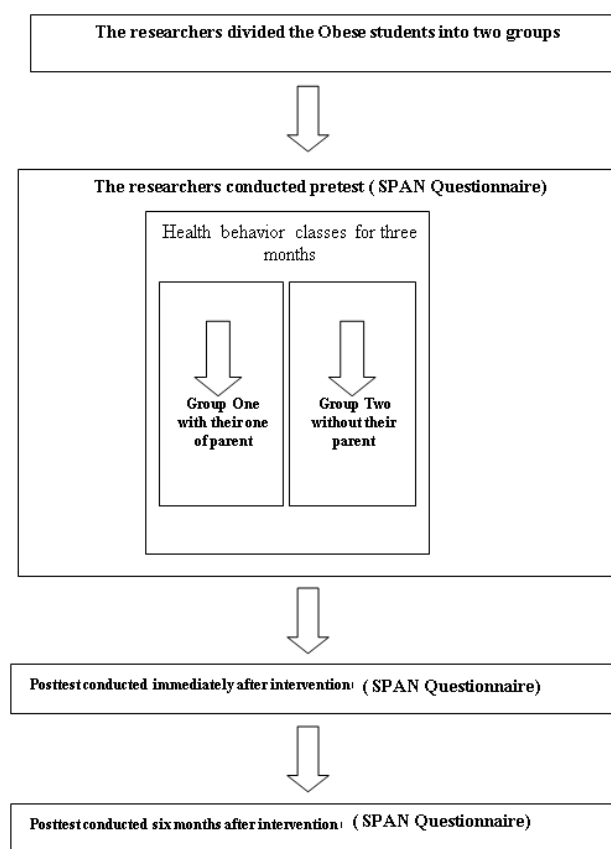 The researchers divided the Obese students into two groups
The researchers conducted pretest ( SPAN Questionnaire)
Health behavior classes for three
months
Group One
with their one
of parent
Group Two
without their
parent
Posttest conducted immediately after intervention ( SPAN Questionnaire)
Posttest conducted six months after intervention ( SPAN Questionnaire)